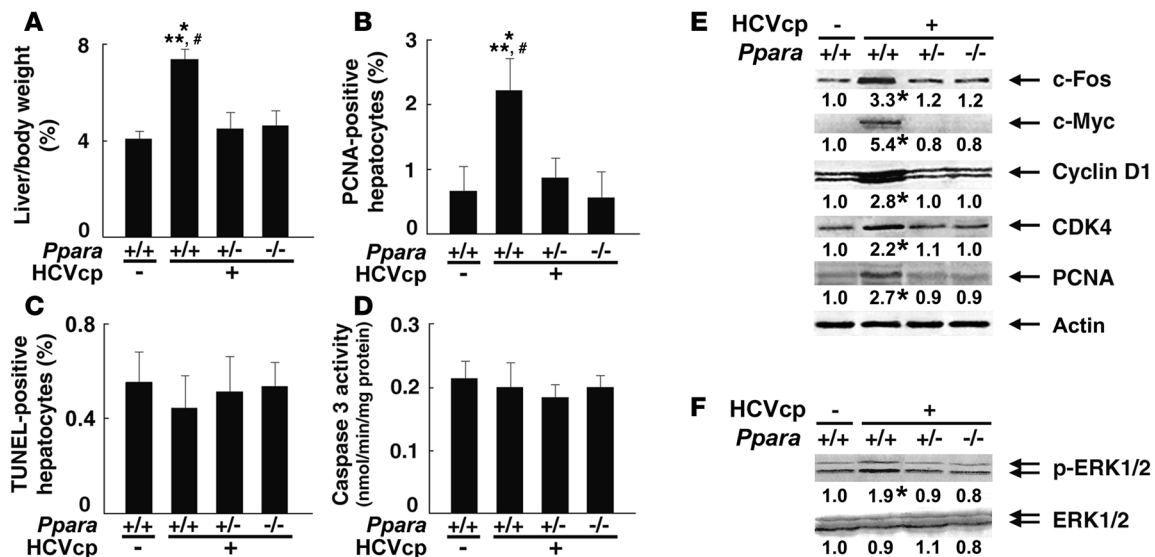 A
Liver/body weight
(%)
8
4
0
*
**, #
Ppara +/+ +/+ +/- -/-
HCVcp - +
B
PCNA-positive
hepatocytes (%)
3
2
1
0
*
**, #
Ppara +/+ +/+ +/- -/-
HCVcp - +
C
TUNEL-positive
hepatocytes (%)
0.8
0.4
0
Ppara +/+ +/+ +/- -/-
HCVcp - +
D
Caspase 3 activity
(nmol/min/mg protein)
0.3
0.2
0.1
0
Ppara +/+ +/+ +/- -/-
HCVcp - +
E
HCVcp - +
Ppara +/+ +/+ +/- -/-
c-Fos
1.0 3.3* 1.2 1.2
c-Myc
1.0 5.4* 0.8 0.8
Cyclin D1
1.0 2.8* 1.0 1.0
CDK4
1.0 2.2* 1.1 1.0
PCNA
1.0 2.7* 0.9 0.9
Actin
F
HCVcp - +
Ppara +/+ +/+ +/- -/-
p-ERK1/2
1.0 1.9* 0.9 0.8
ERK1/2
1.0 0.9 1.1 0.8